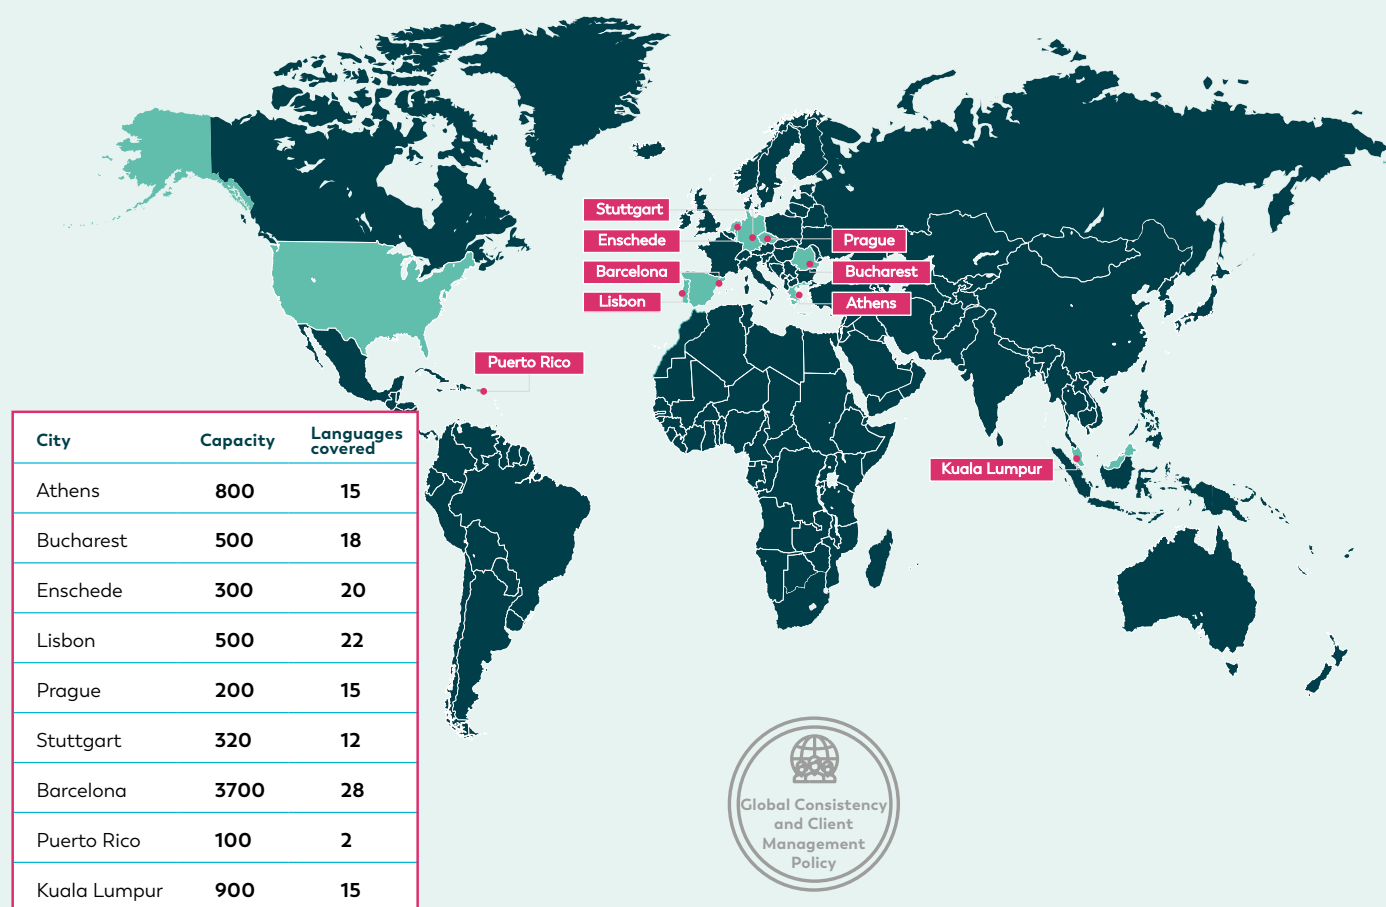 Stuttgart
Enschede
Prague
Barcelona
Bucharest
Lisbon
Athens
Puerto Rico
Kuala Lumpur
City Capacity Languages covered
Athens 800 15
Bucharest 500 18
Enschede 300 20
Lisbon 500 22
Prague 200 15
Stuttgart 320 12
Barcelona 3700 28
Puerto Rico 100 2
Kuala Lumpur 900 15
Global Consistency
and Client
Management
Policy